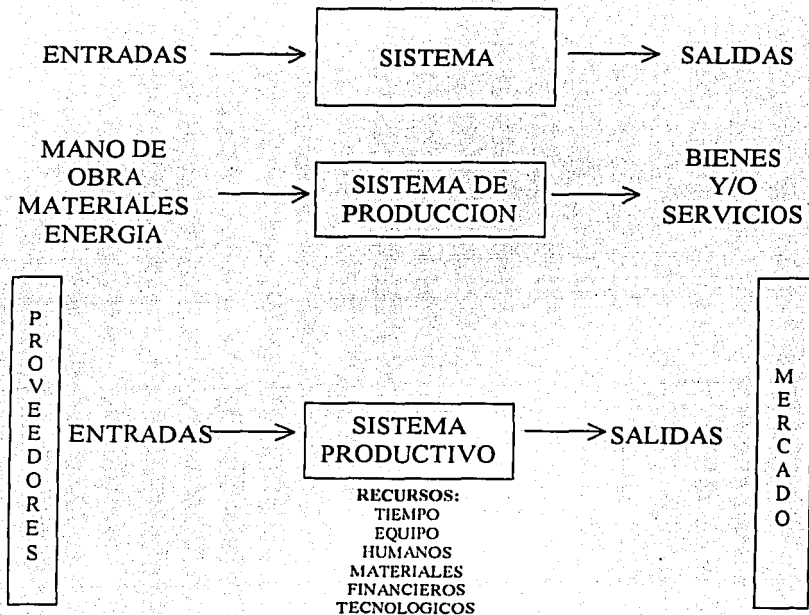 ENTRADAS
SISTEMA
SALIDAS
MANO DE
OBRA
MATERIALES
ENERGIA
SISTEMA DE
PRODUCCION
BIENES
Y/O
SERVICIOS
PROVEEDORES
ENTRADAS
SISTEMA
PRODUCTIVO
RECURSOS:
TIEMPO
EQUIPO
HUMANOS
MATERIALES
FINANCIEROS
TECNOLOGICOS
SALIDAS
MERCADO